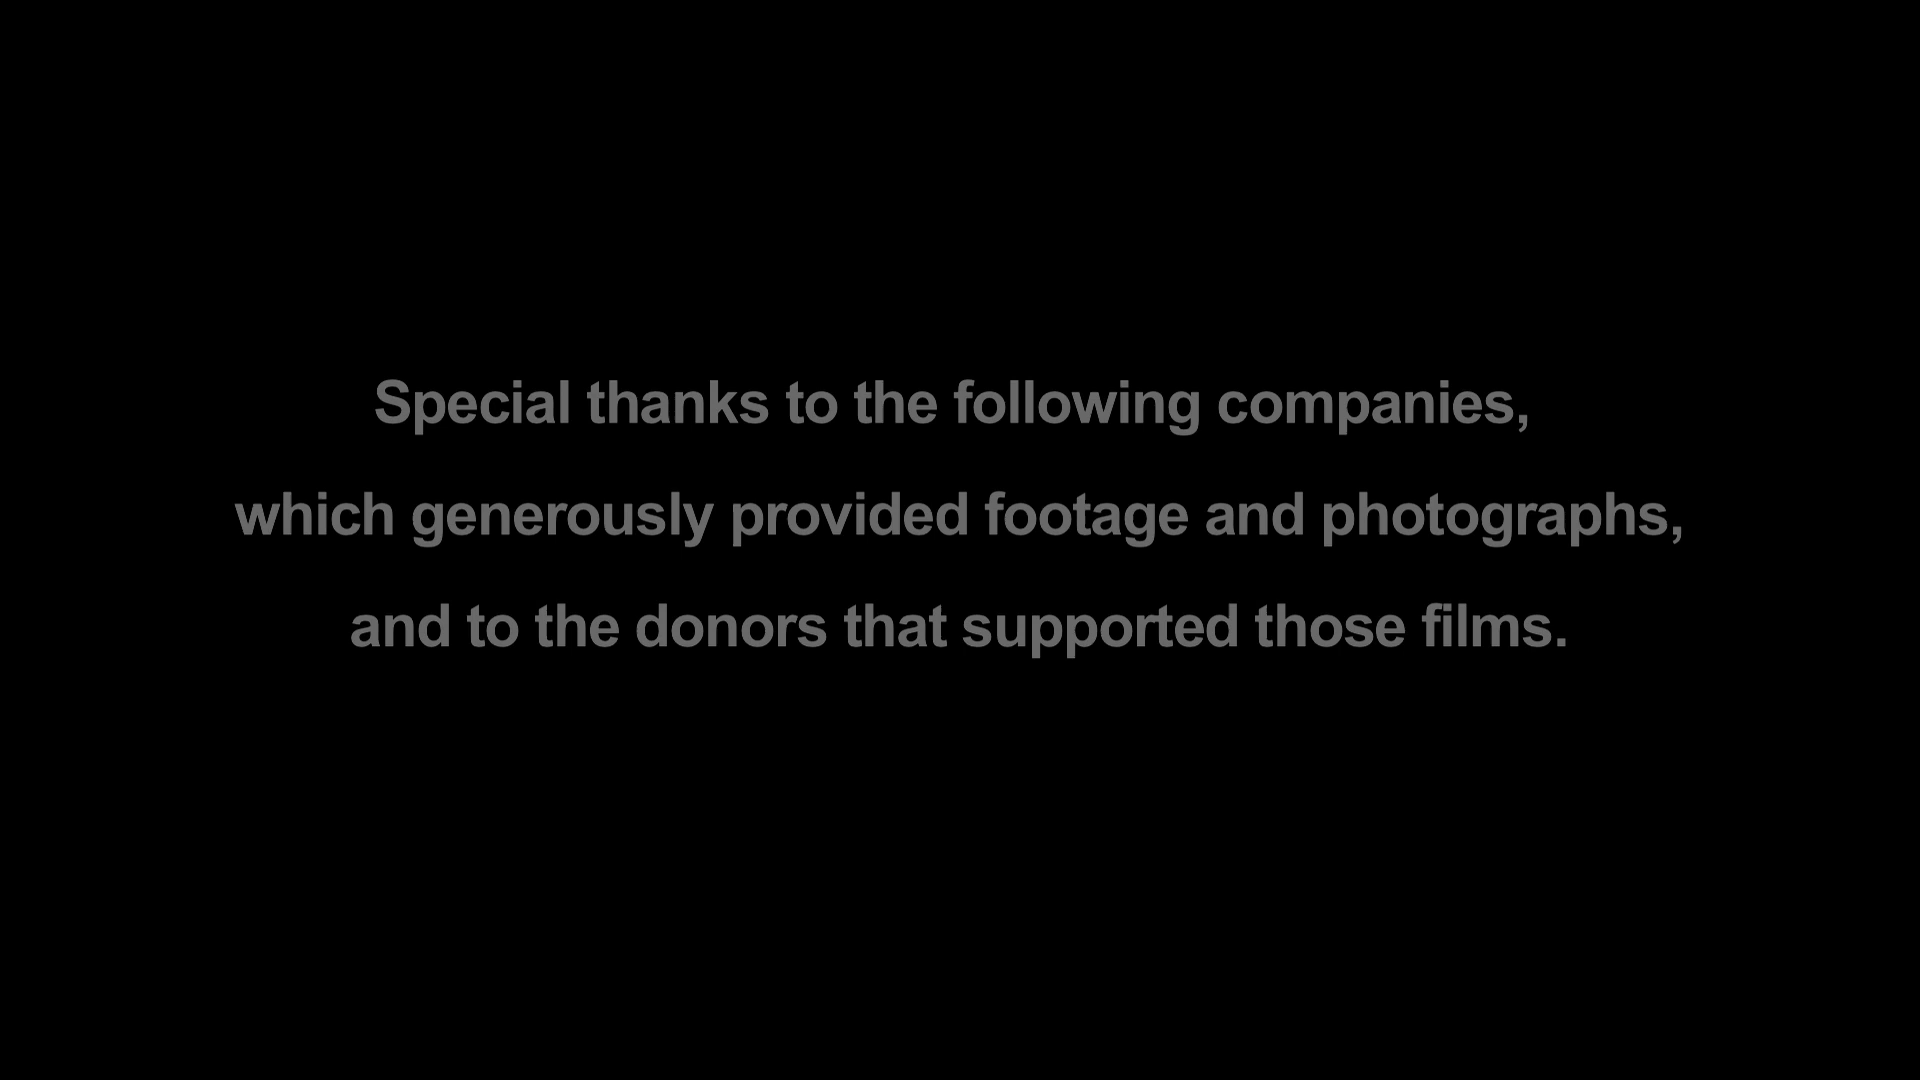 Special thanks to the following companies,
which generously provided footage and photographs,
and to the donors that supported those films.